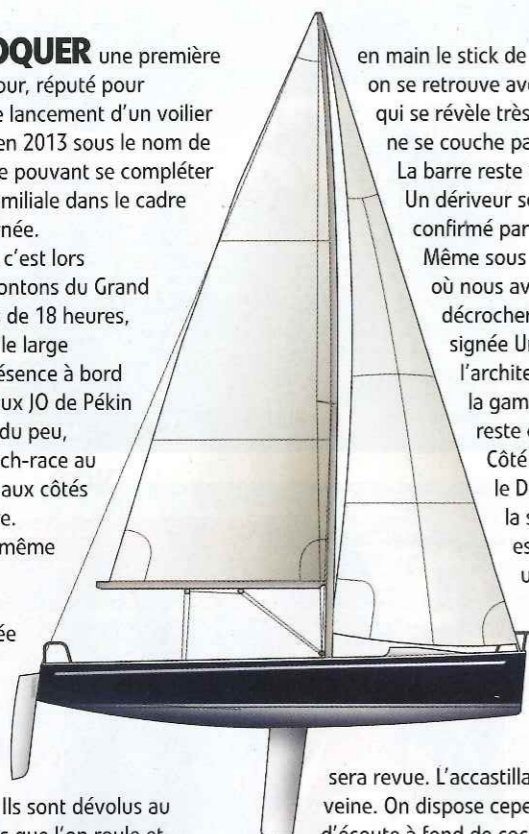 OQUER une première
our, réputé pour
e lancement d'un voilier
en 2013 sous le nom de
e pouvant se compléter
miliale dans le cadre
rnée.
c'est lors
ontons du Grand
de 18 heures,
le large
ésence à bord
ux JO de Pékin
du peu,
ch-race au
aux côtés
re.
même
ée
Ils sont dévolus au
s que l'on roule et
en main le stick de
on se retrouve ave
qui se révèle très
ne se couche pa
La barre reste
Un dériveur se
confirmé par
Même sous
où nous av
décrocher
signée Un
l'archite
la gam
reste
Côté
le D
la s
es
u
sera revue. L'accastilla
veine. On dispose cepe
d'écoute à fond de co